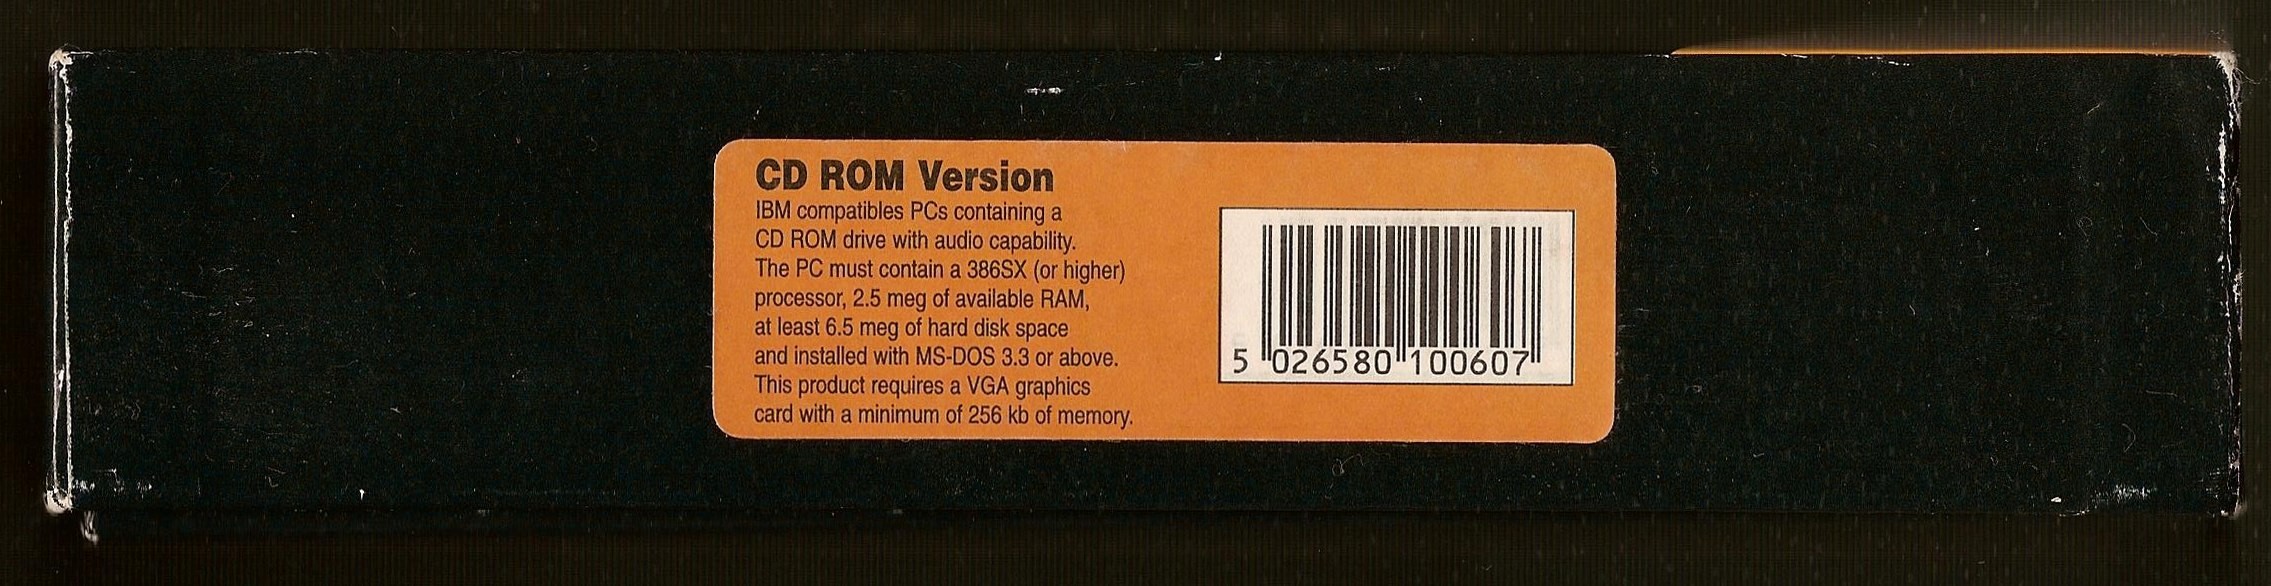 CD ROM Version
IBM compatibles PCs containing a
CD ROM drive with audio capability.
The PC must contain a 386SX (or higher)
processor, 2.5 meg of available RAM,
at least 6.5 meg of hard disk space
and installed with MS-DOS 3.3 or above.
This product requires a VGA graphics
card with a minimum of 256 kb of memory.
5 026580 100607